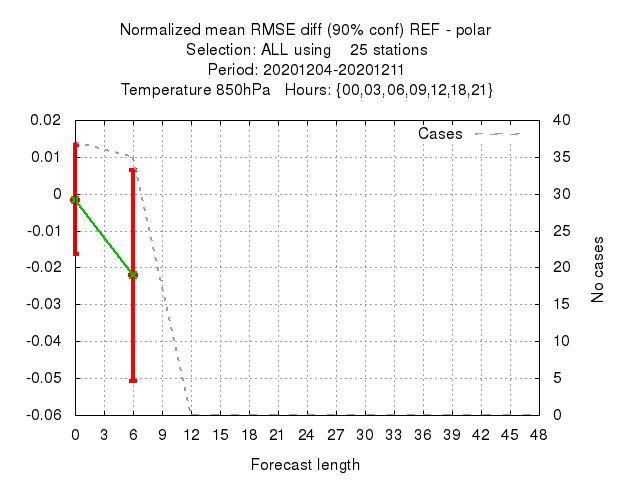 Normalized mean RMSE diff (90% conf) REF - polar
Selection: ALL using    25 stations
Period: 20201204-20201211
Temperature 850hPa   Hours: {00,03,06,09,12,18,21}
Cases
0.02
0.01
0
-0.01
-0.02
-0.03
-0.04
-0.05
-0.06
40
35
30
25
20
15
10
5
0
No cases
0 3 6 9 12 15 18 21 24 27 30 33 36 39 42 45 48
Forecast length